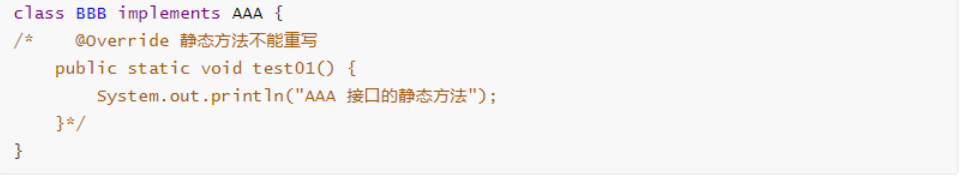 class BBB implements AAA {
/*    @Override 静态方法不能重写
    public static void test01() {
        System.out.println("AAA 接口的静态方法");
    }*/
}